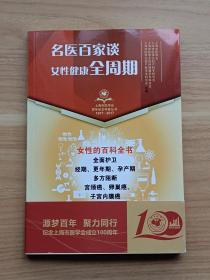 名医百家谈
女性健康全周期
女性的百科全书
全面护卫
经期、更年期、孕产期
多方阻断
宫颈癌、卵巢癌、
子宫内膜癌
源梦百年 聚力同行
纪念上海市医学会成立100周年